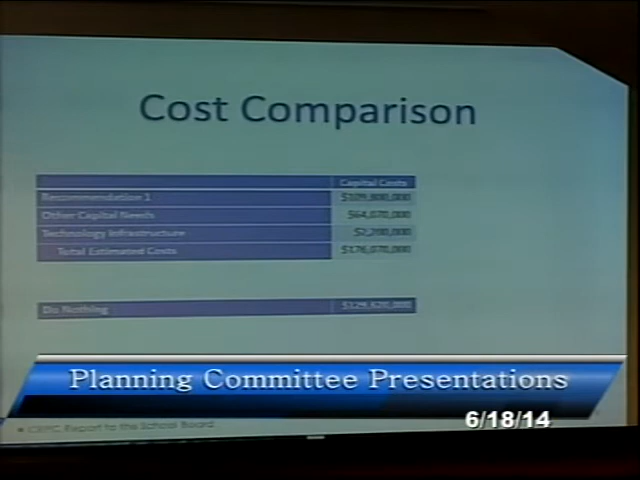 Cost Comparison
Capital Costs
Recommendation 1 $109,800,000
Other Capital Needs $64,070,000
Technology Infrastructure $2,200,000
Total Estimated Costs $176,070,000
Do Nothing
Planning Committee Presentations
6/18/14
Report to the School Board